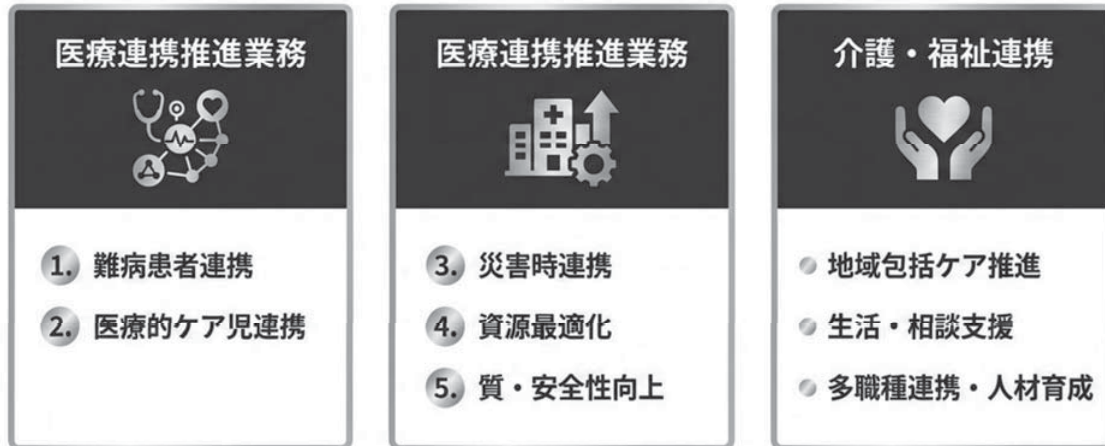 医療連携推進業務
1. 難病患者連携
2. 医療的ケア児連携
医療連携推進業務
3. 災害時連携
4. 資源最適化
5. 質・安全性向上
介護・福祉連携
地域包括ケア推進
生活・相談支援
多職種連携・人材育成